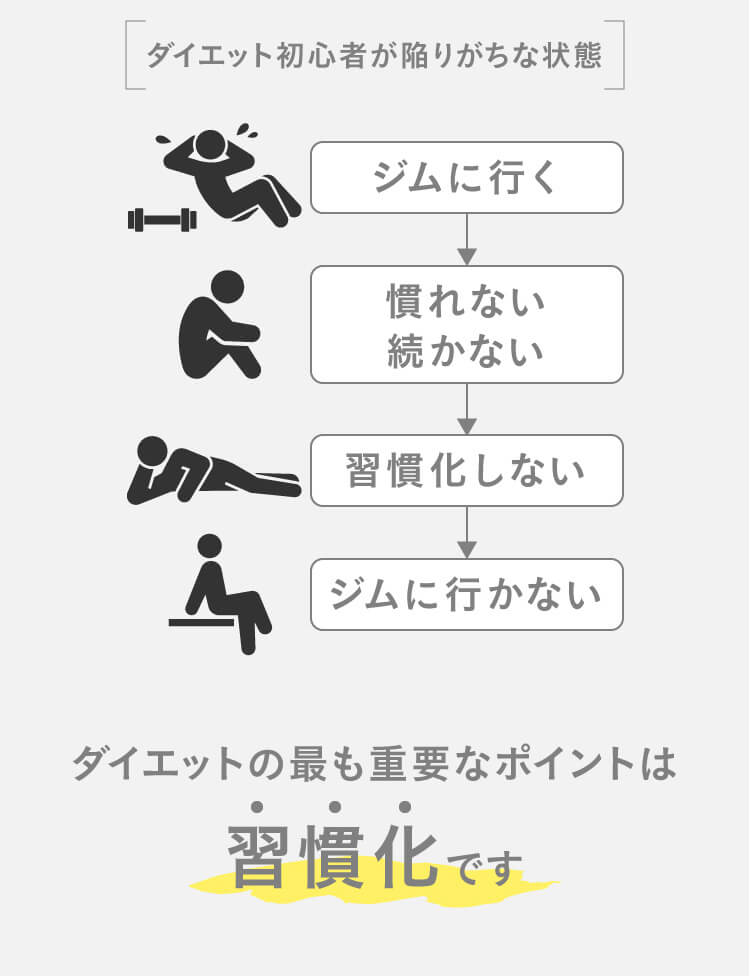 ダイエット初心者が陥りがちな状態
ジムに行く
慣れない
続かない
習慣化しない
ジムに行かない
ダイエットの最も重要なポイントは
習慣化です